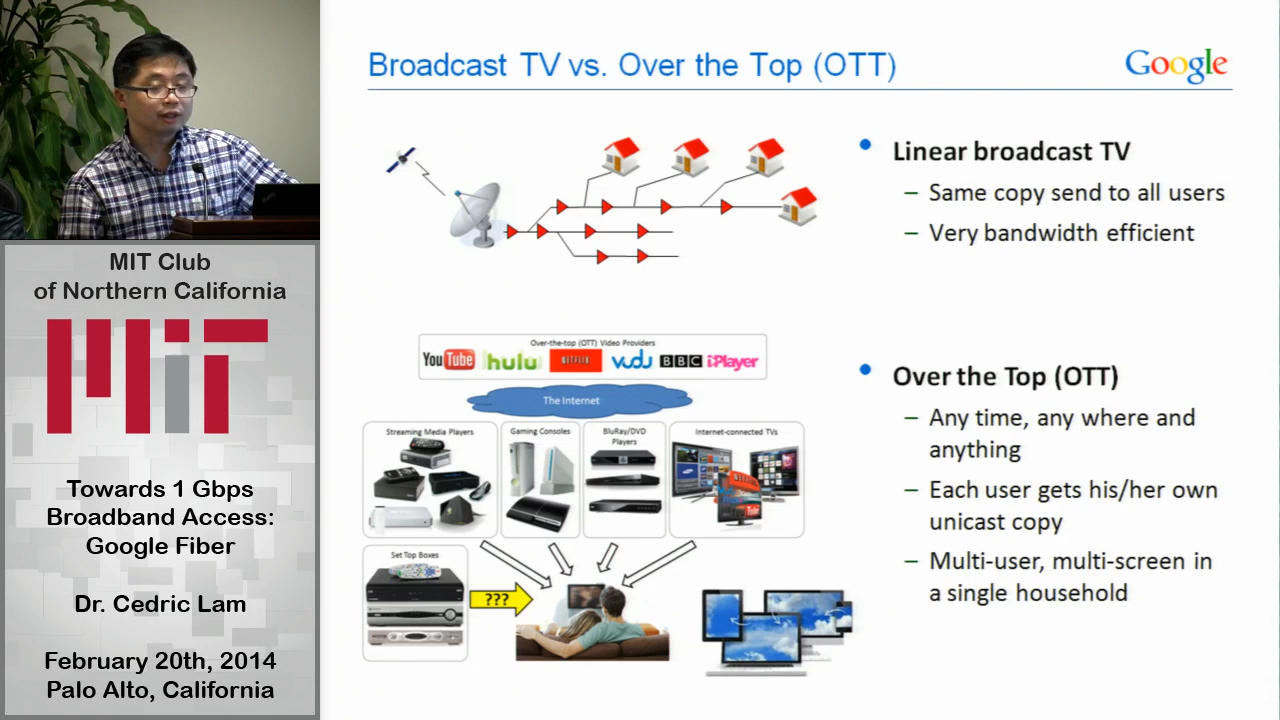 Broadcast TV vs. Over the Top (OTT)
Google
Linear broadcast TV
– Same copy send to all users
– Very bandwidth efficient
MIT Club
of Northern California
MIT
Towards 1 Gbps
Broadband Access:
Google Fiber
Dr. Cedric Lam
February 20th, 2014
Palo Alto, California
Over-the-top (OTT) Video Providers
YouTube hulu NETFLIX vudu BBC iPlayer
The Internet
Streaming Media Players
Gaming Consoles
BluRay/DVD
Players
Internet-connected TVs
Set Top Boxes
???
Over the Top (OTT)
– Any time, any where and
anything
– Each user gets his/her own
unicast copy
– Multi-user, multi-screen in
a single household